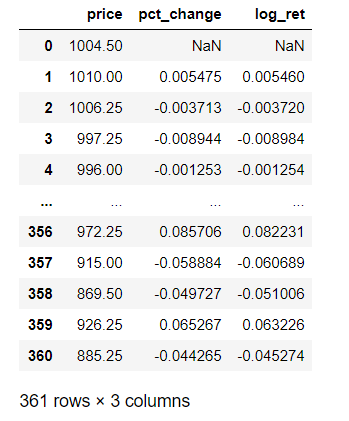 price pct_change log_ret
0 1004.50 NaN NaN
1 1010.00 0.005475 0.005460
2 1006.25 -0.003713 -0.003720
3 997.25 -0.008944 -0.008984
4 996.00 -0.001253 -0.001254
... ... ... ...
356 972.25 0.085706 0.082231
357 915.00 -0.058884 -0.060689
358 869.50 -0.049727 -0.051006
359 926.25 0.065267 0.063226
360 885.25 -0.044265 -0.045274
361 rows × 3 columns